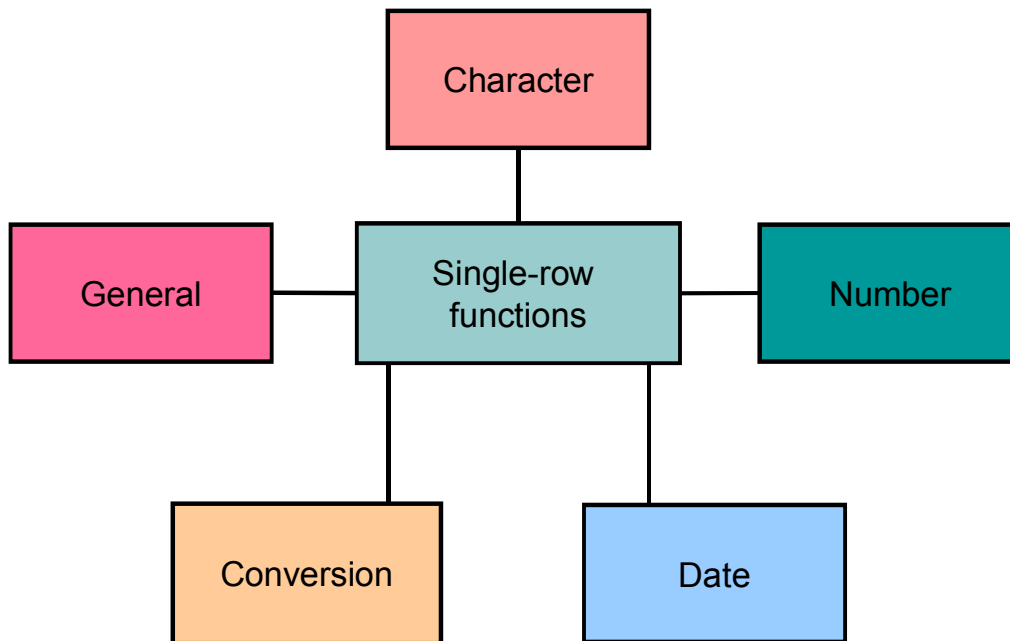 Character
General
Single-row
functions
Number
Conversion
Date